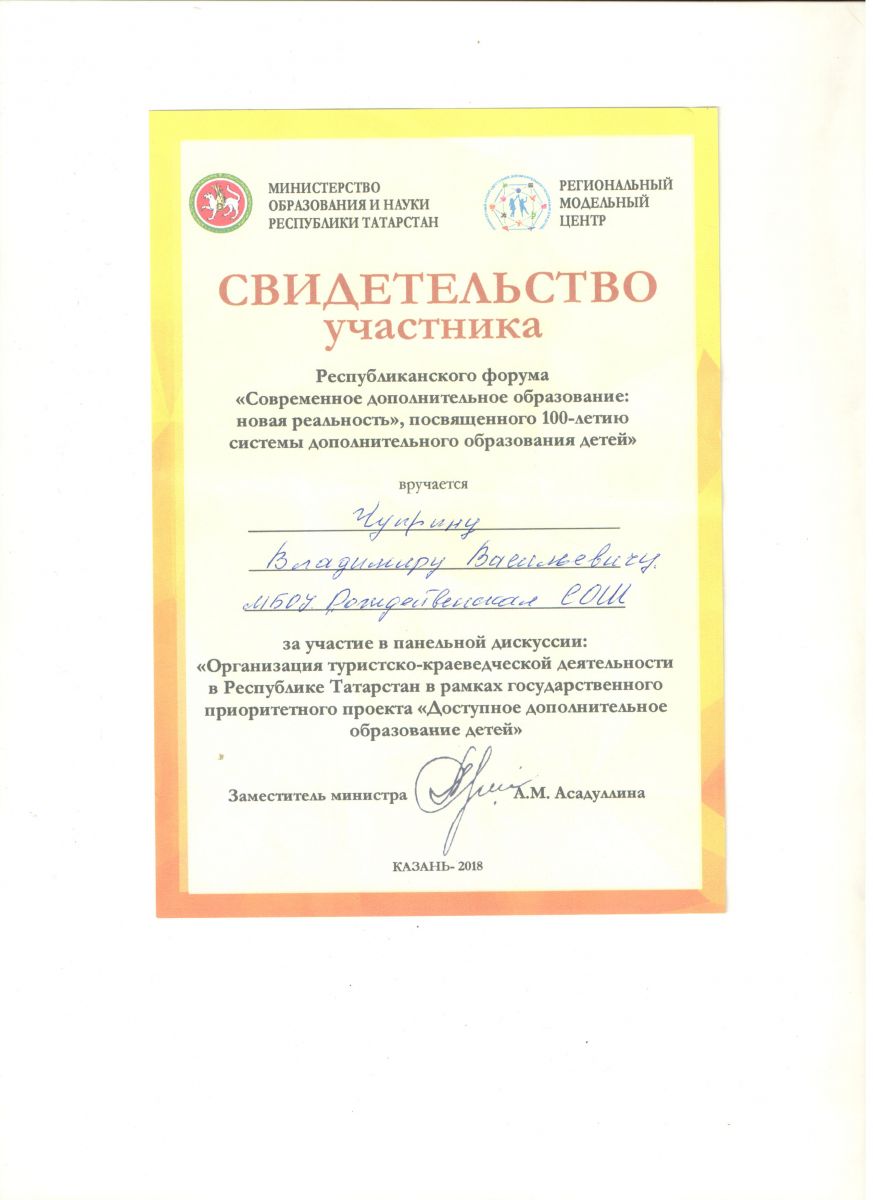 МИНИСТЕРСТВО
ОБРАЗОВАНИЯ И НАУКИ
РЕСПУБЛИКИ ТАТАРСТАН
РЕГИОНАЛЬНЫЙ
МОДЕЛЬНЫЙ
ЦЕНТР
СВИДЕТЕЛЬСТВО
участника
Республиканского форума
«Современное дополнительное образование:
новая реальность», посвященного 100-летию
системы дополнительного образования детей»
вручается
Чуприну
Владимиру Васильевичу.
МБОУ Рождественская СОШ
за участие в панельной дискуссии:
«Организация туристско-краеведческой деятельности
в Республике Татарстан в рамках государственного
приоритетного проекта «Доступное дополнительное
образование детей»
Заместитель министра Л.М. Асадуллина
КАЗАНЬ- 2018